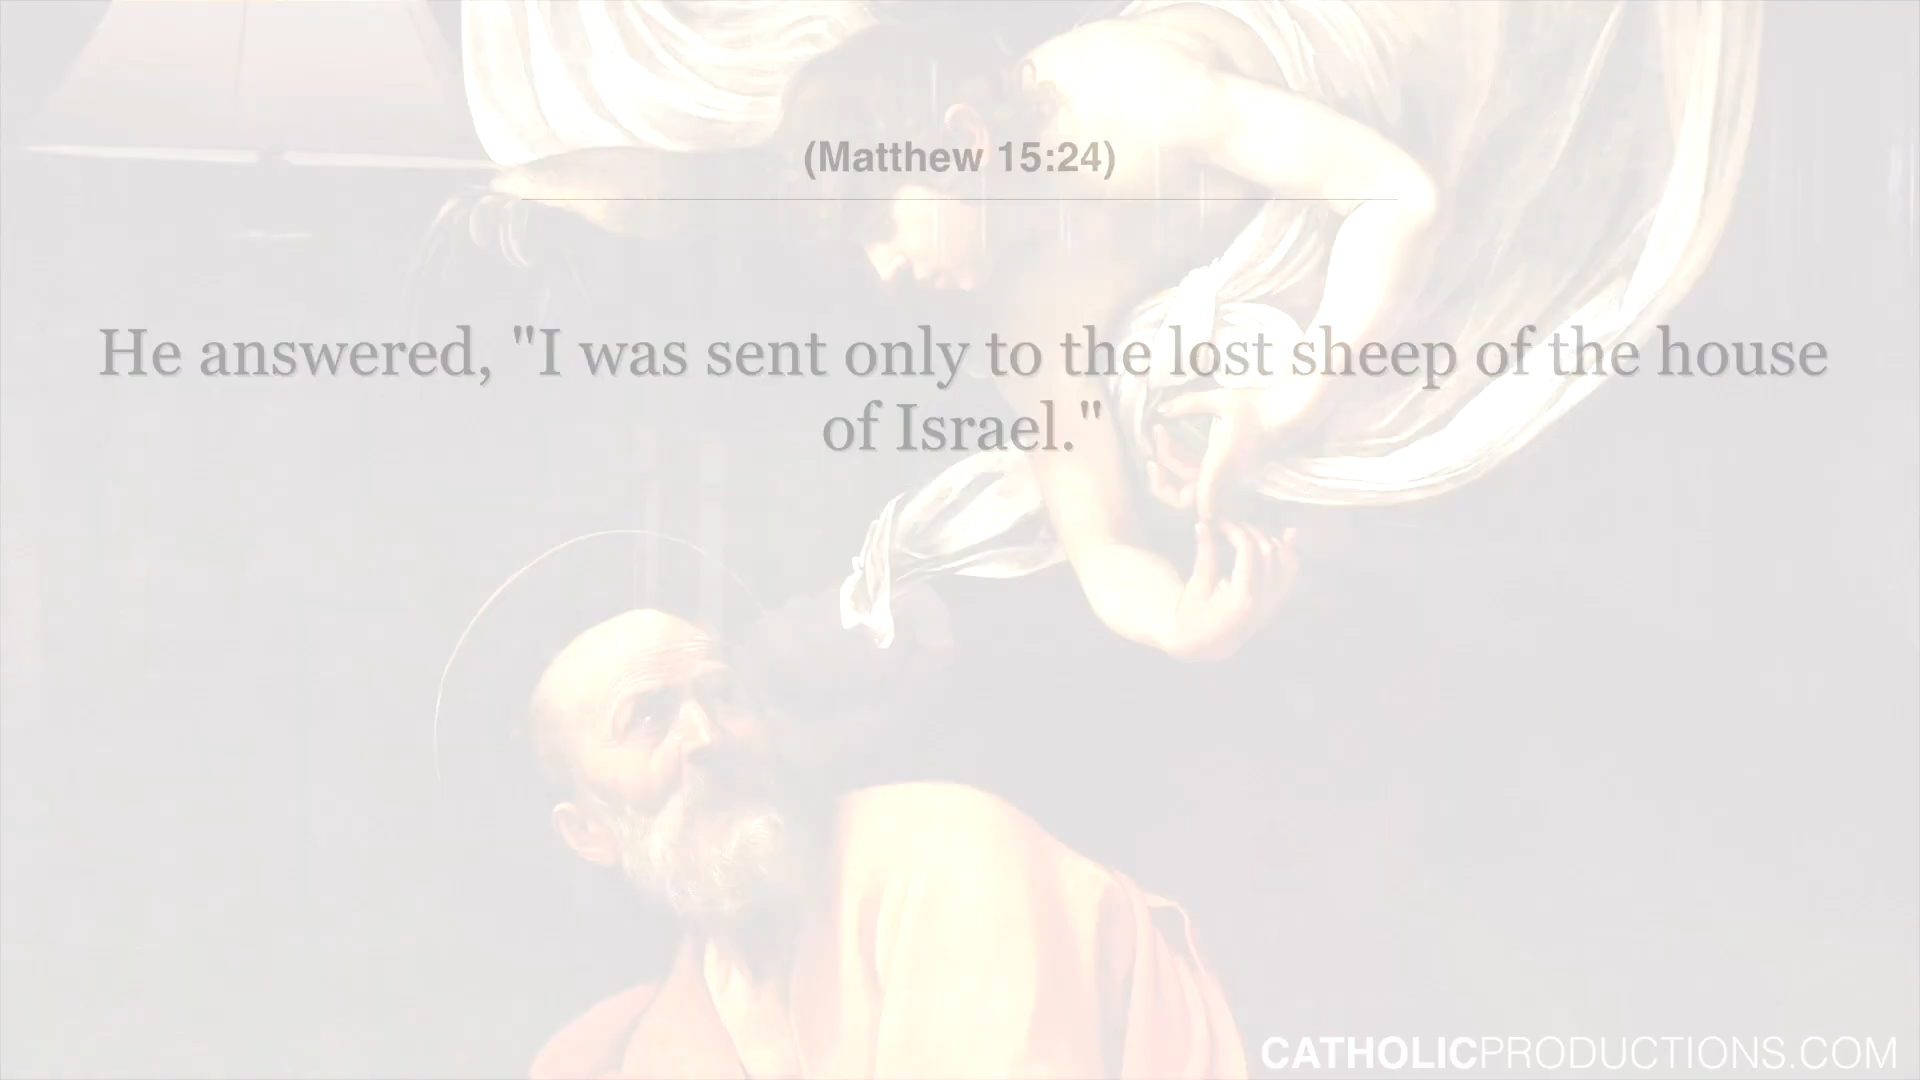 (Matthew 15:24)
He answered, "I was sent only to the lost sheep of the house
of Israel."
CATHOLICPRODUCTIONS.COM